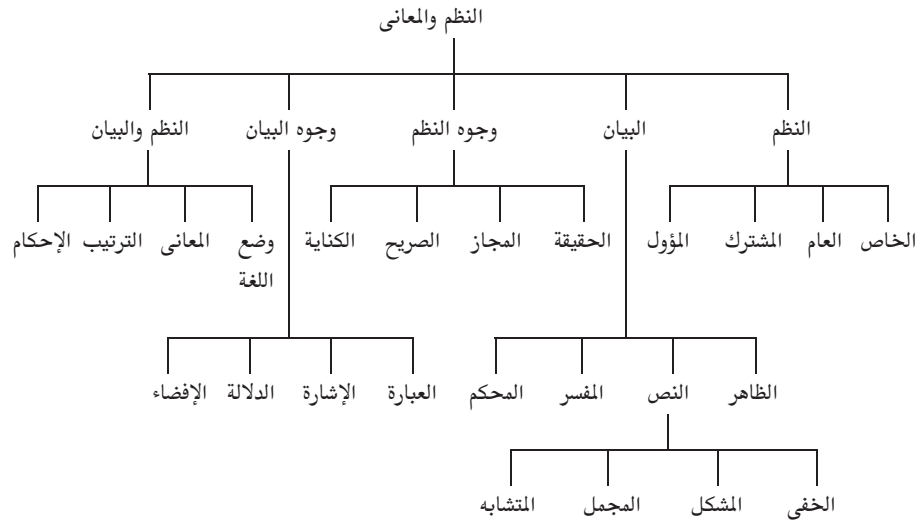 النظم والمعانى
النظم
البيان
وجوه النظم
وجوه البيان
النظم والبيان
الخاص
العام
المشترك
المؤول
الحقيقة
المجاز
الصريح
الكناية
وضع
اللغة
المعانى
الترتيب
الإحكام
الظاهر
النص
المفسر
المحكم
العبارة
الإشارة
الدلالة
الإفضاء
الخفى
المشكل
المجمل
المتشابه